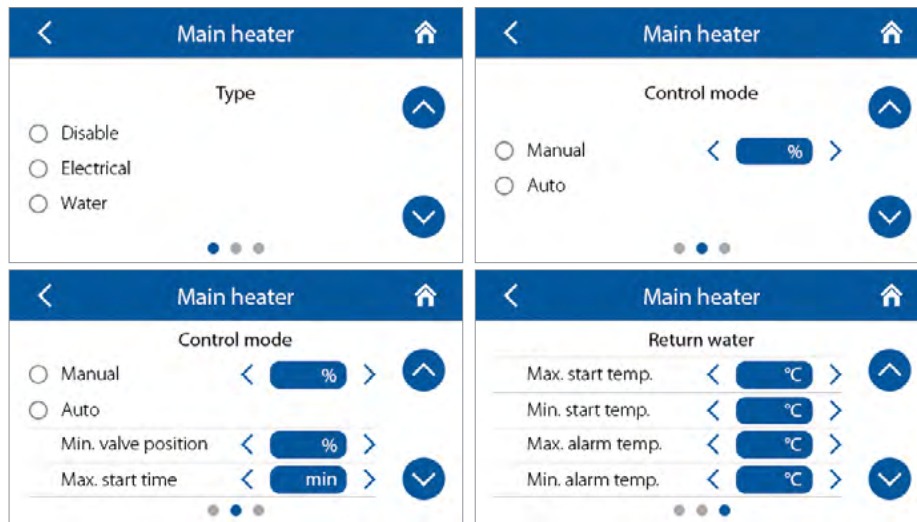 Main heater
Type
Disable
Electrical
Water
Main heater
Control mode
Manual %
Auto
Main heater
Control mode
Manual %
Auto
Min. valve position %
Max. start time min
Main heater
Return water
Max. start temp. °C
Min. start temp. °C
Max. alarm temp. °C
Min. alarm temp. °C